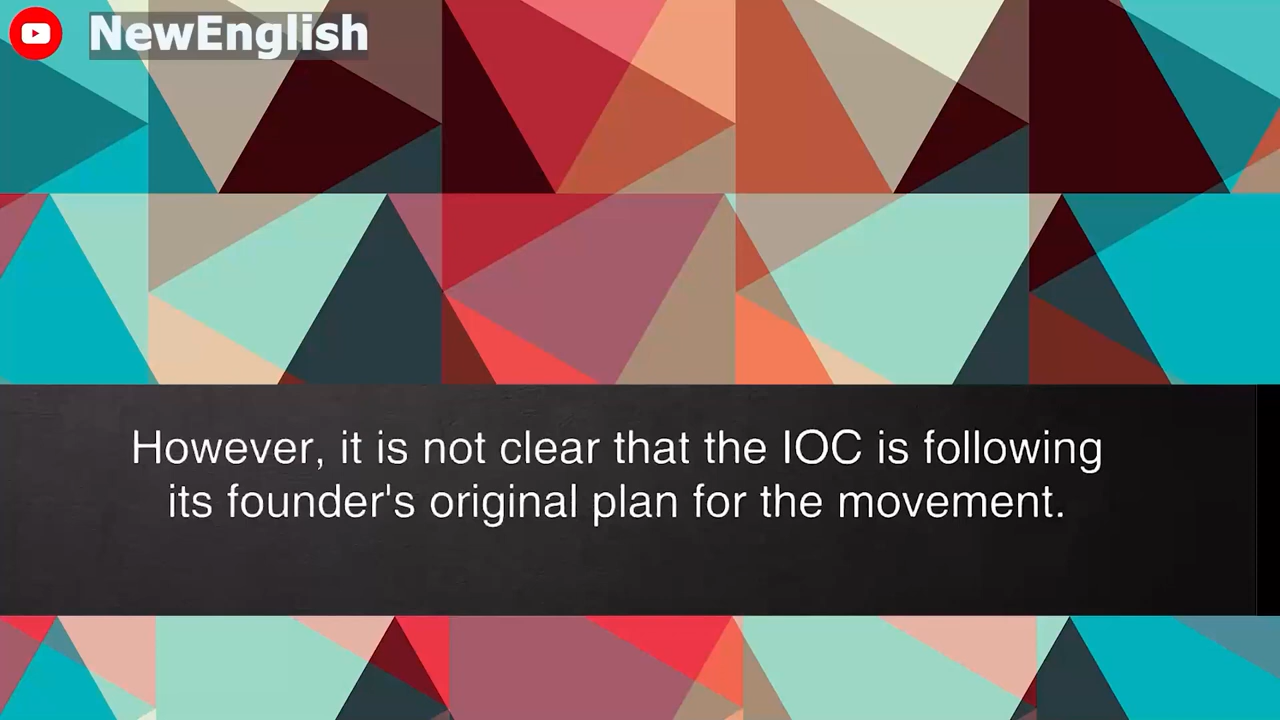 NewEnglish
However, it is not clear that the IOC is following
its founder's original plan for the movement.